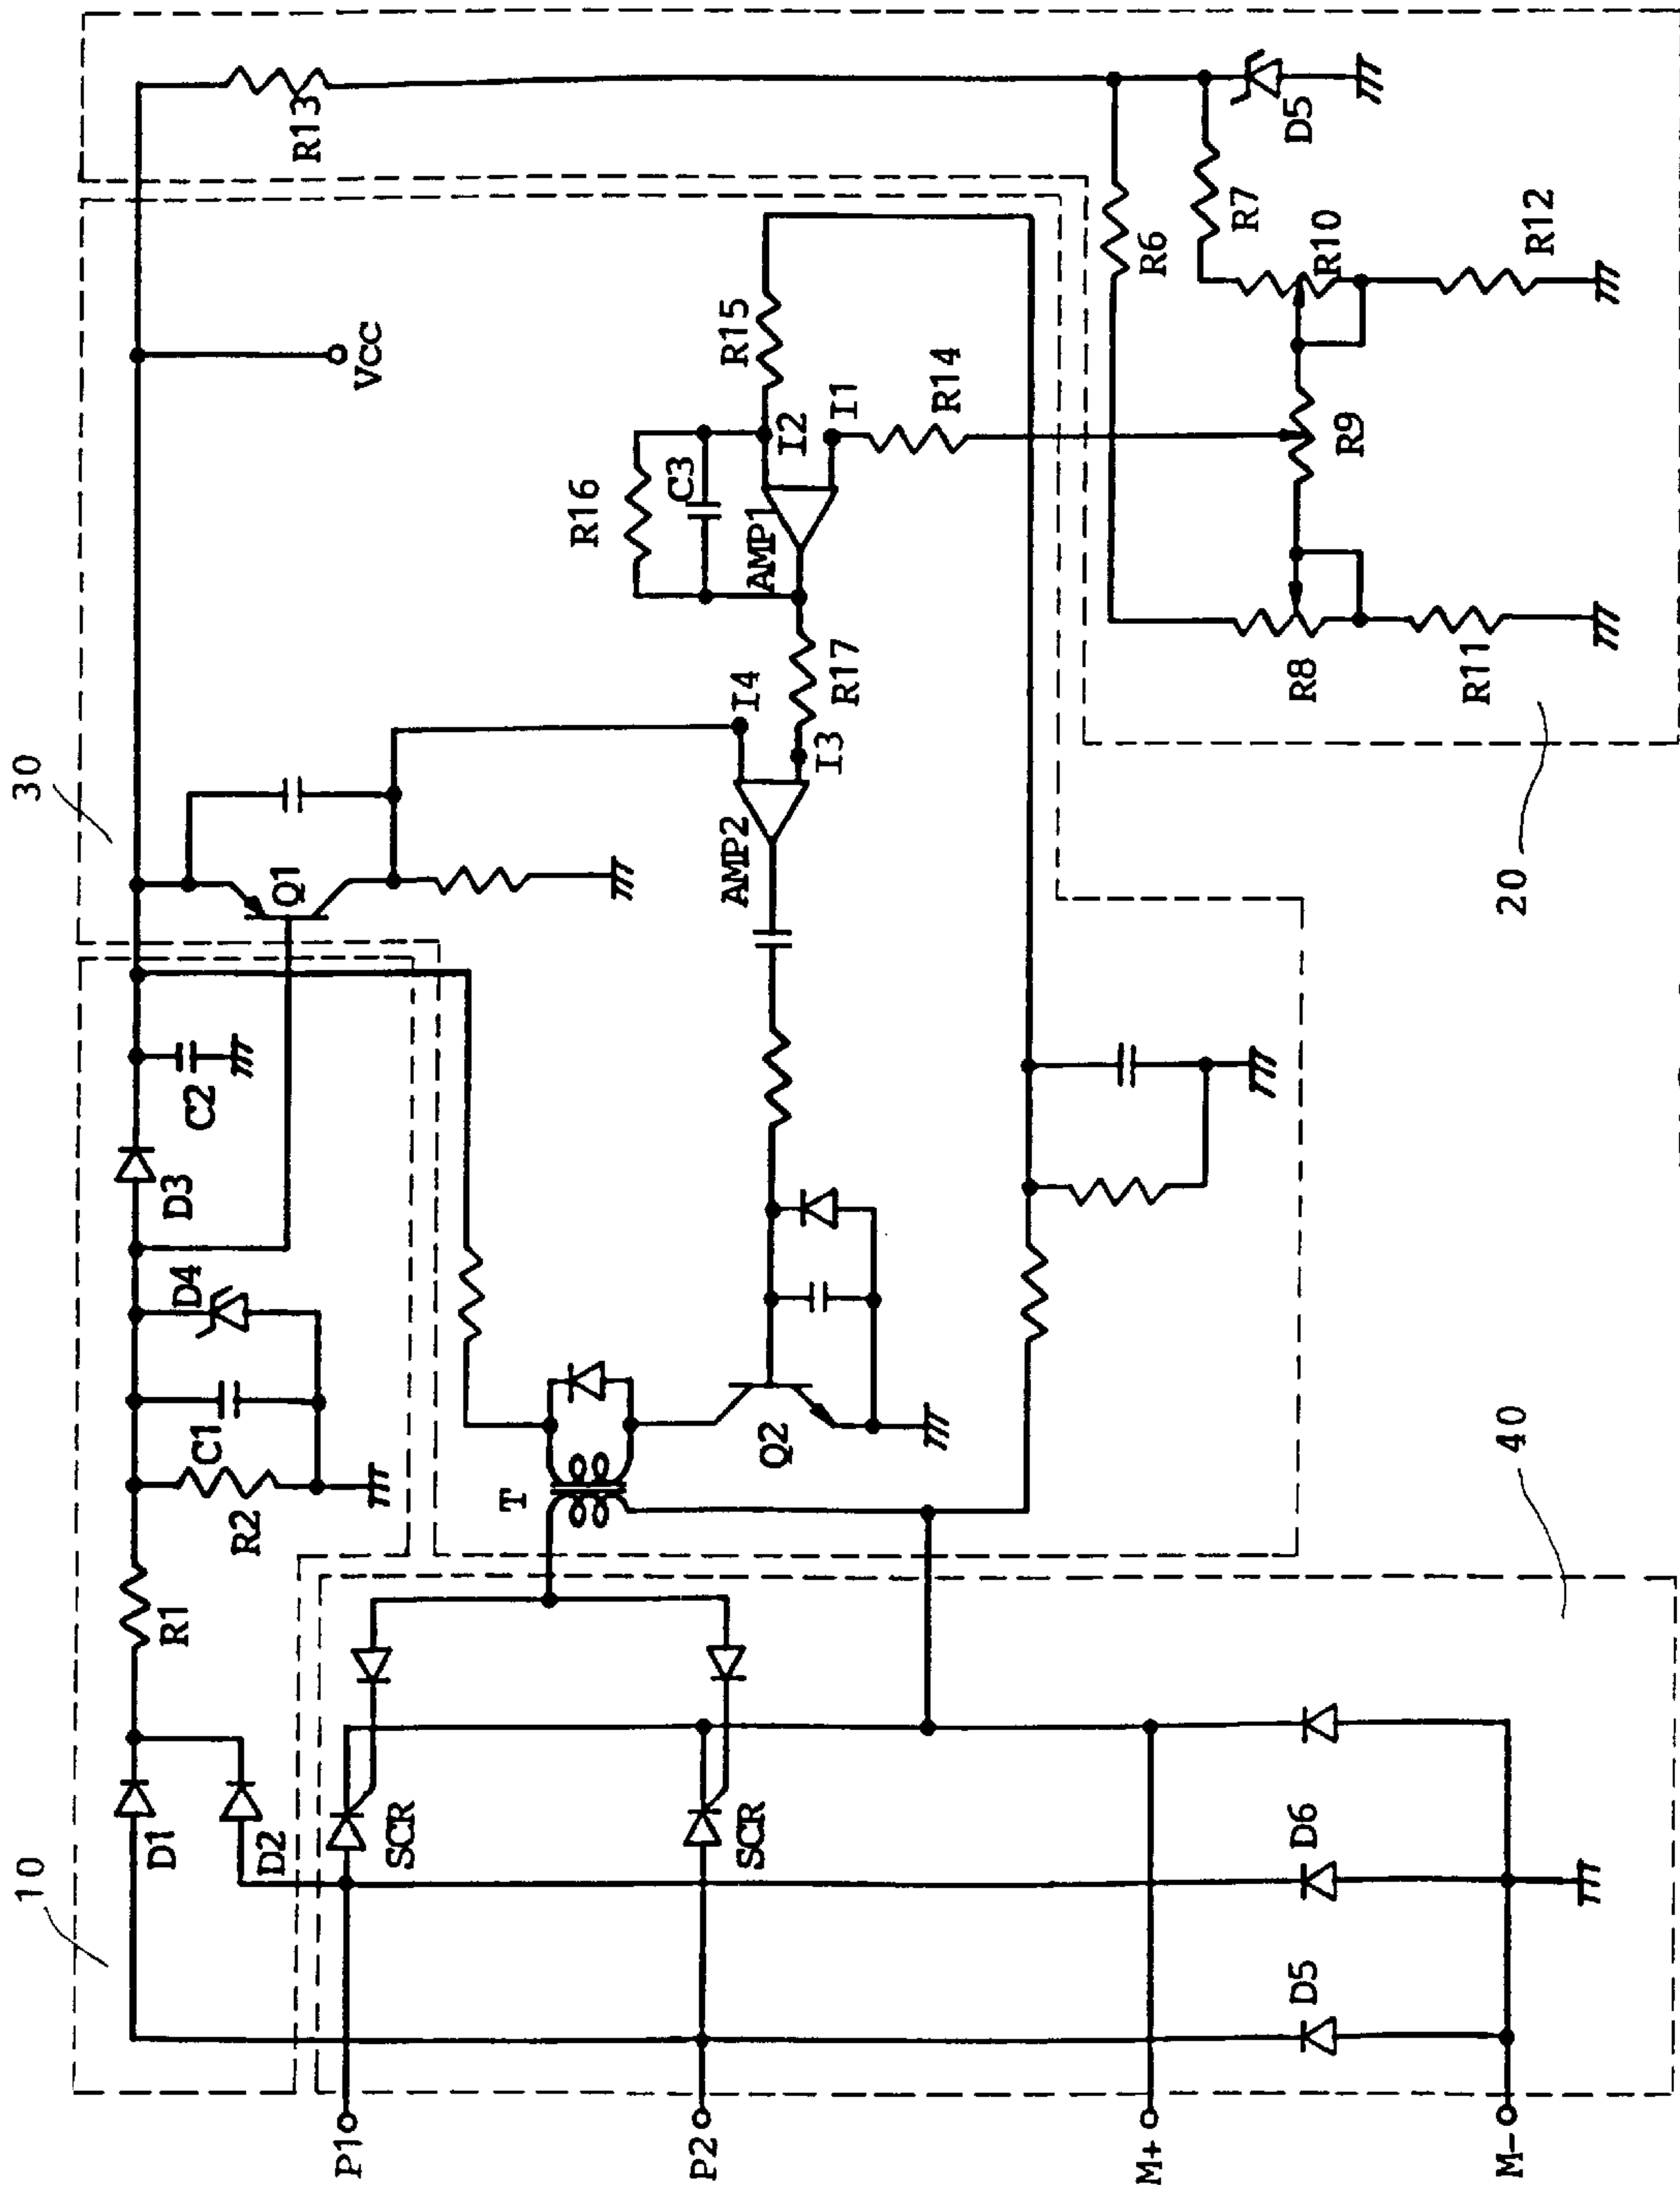 10
30
D1
D2
R1
R2
C1
D4
D3
C2
Q1
Vcc
R13
P1
SCR
T
Q2
AMP2
I4
I3
R17
R16
C3
AMP1
I2
I1
R15
R14
P2
SCR
M+
D5
D6
M-
40
20
R6
R7
D5
R8
R9
R10
R11
R12